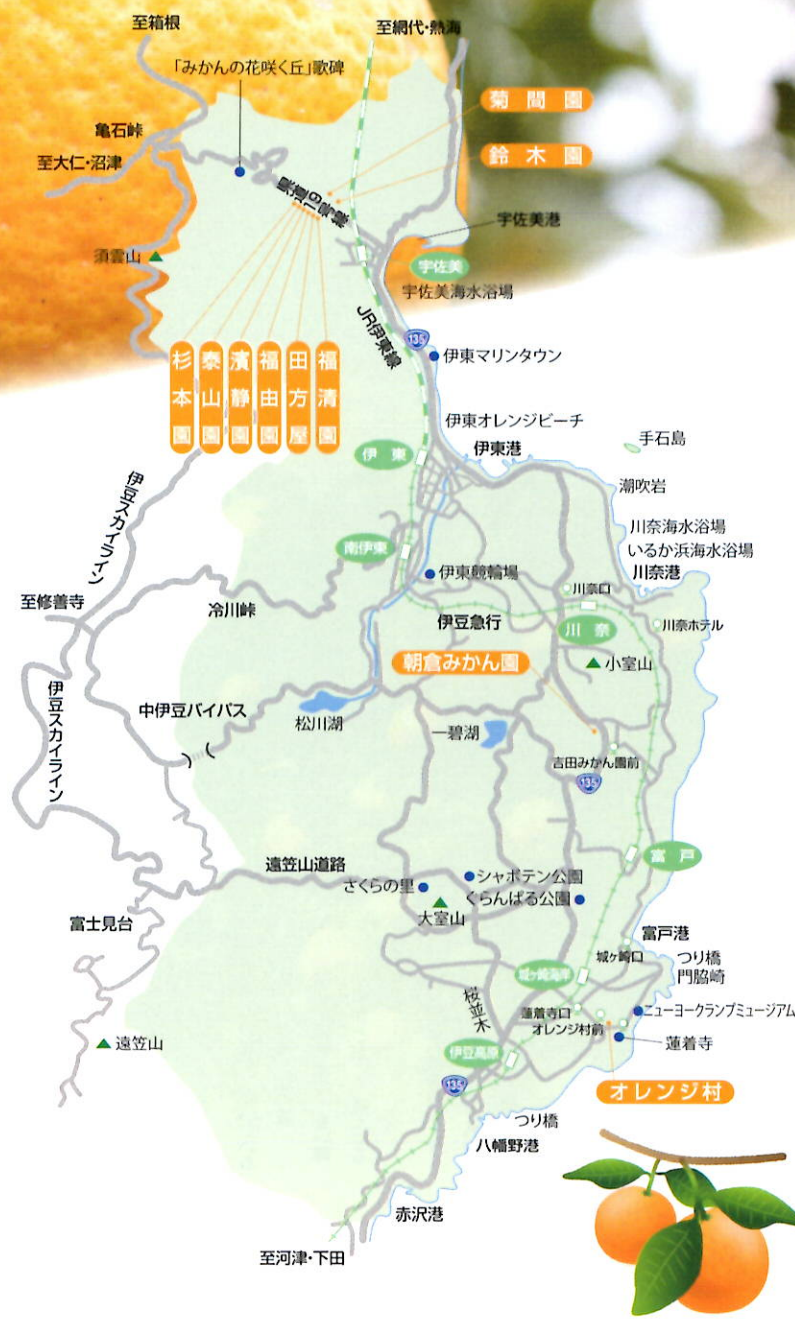 至箱根
至網代・熱海
「みかんの花咲く丘」歌碑
菊間園
亀石峠
鈴木園
至大仁・沼津
県道19号線
宇佐美港
須雲山
宇佐美
宇佐美海水浴場
JR伊東線
135
伊東マリンタウン
杉本園
泰山園
濱静園
福由園
田方屋
福清園
伊東オレンジビーチ
伊東港
手石島
伊東
潮吹岩
伊豆スカイライン
川奈海水浴場
いるか浜海水浴場
南伊東
伊東競輪場
川奈港
川奈口
至修善寺
冷川峠
伊豆急行
川奈
川奈ホテル
朝倉みかん園
小室山
伊豆スカイライン
中伊豆バイパス
松川湖
一碧湖
吉田みかん園前
135
富戸
遠笠山道路
さくらの里
シャボテン公園
ぐらんぱる公園
大室山
富士見台
富戸港
城ヶ崎口
つり橋
門脇崎
城ヶ崎海岸
桜並木
蓮着寺口
オレンジ村前
ニューヨークランプミュージアム
蓮着寺
遠笠山
伊豆高原
135
オレンジ村
つり橋
八幡野港
赤沢港
至河津・下田